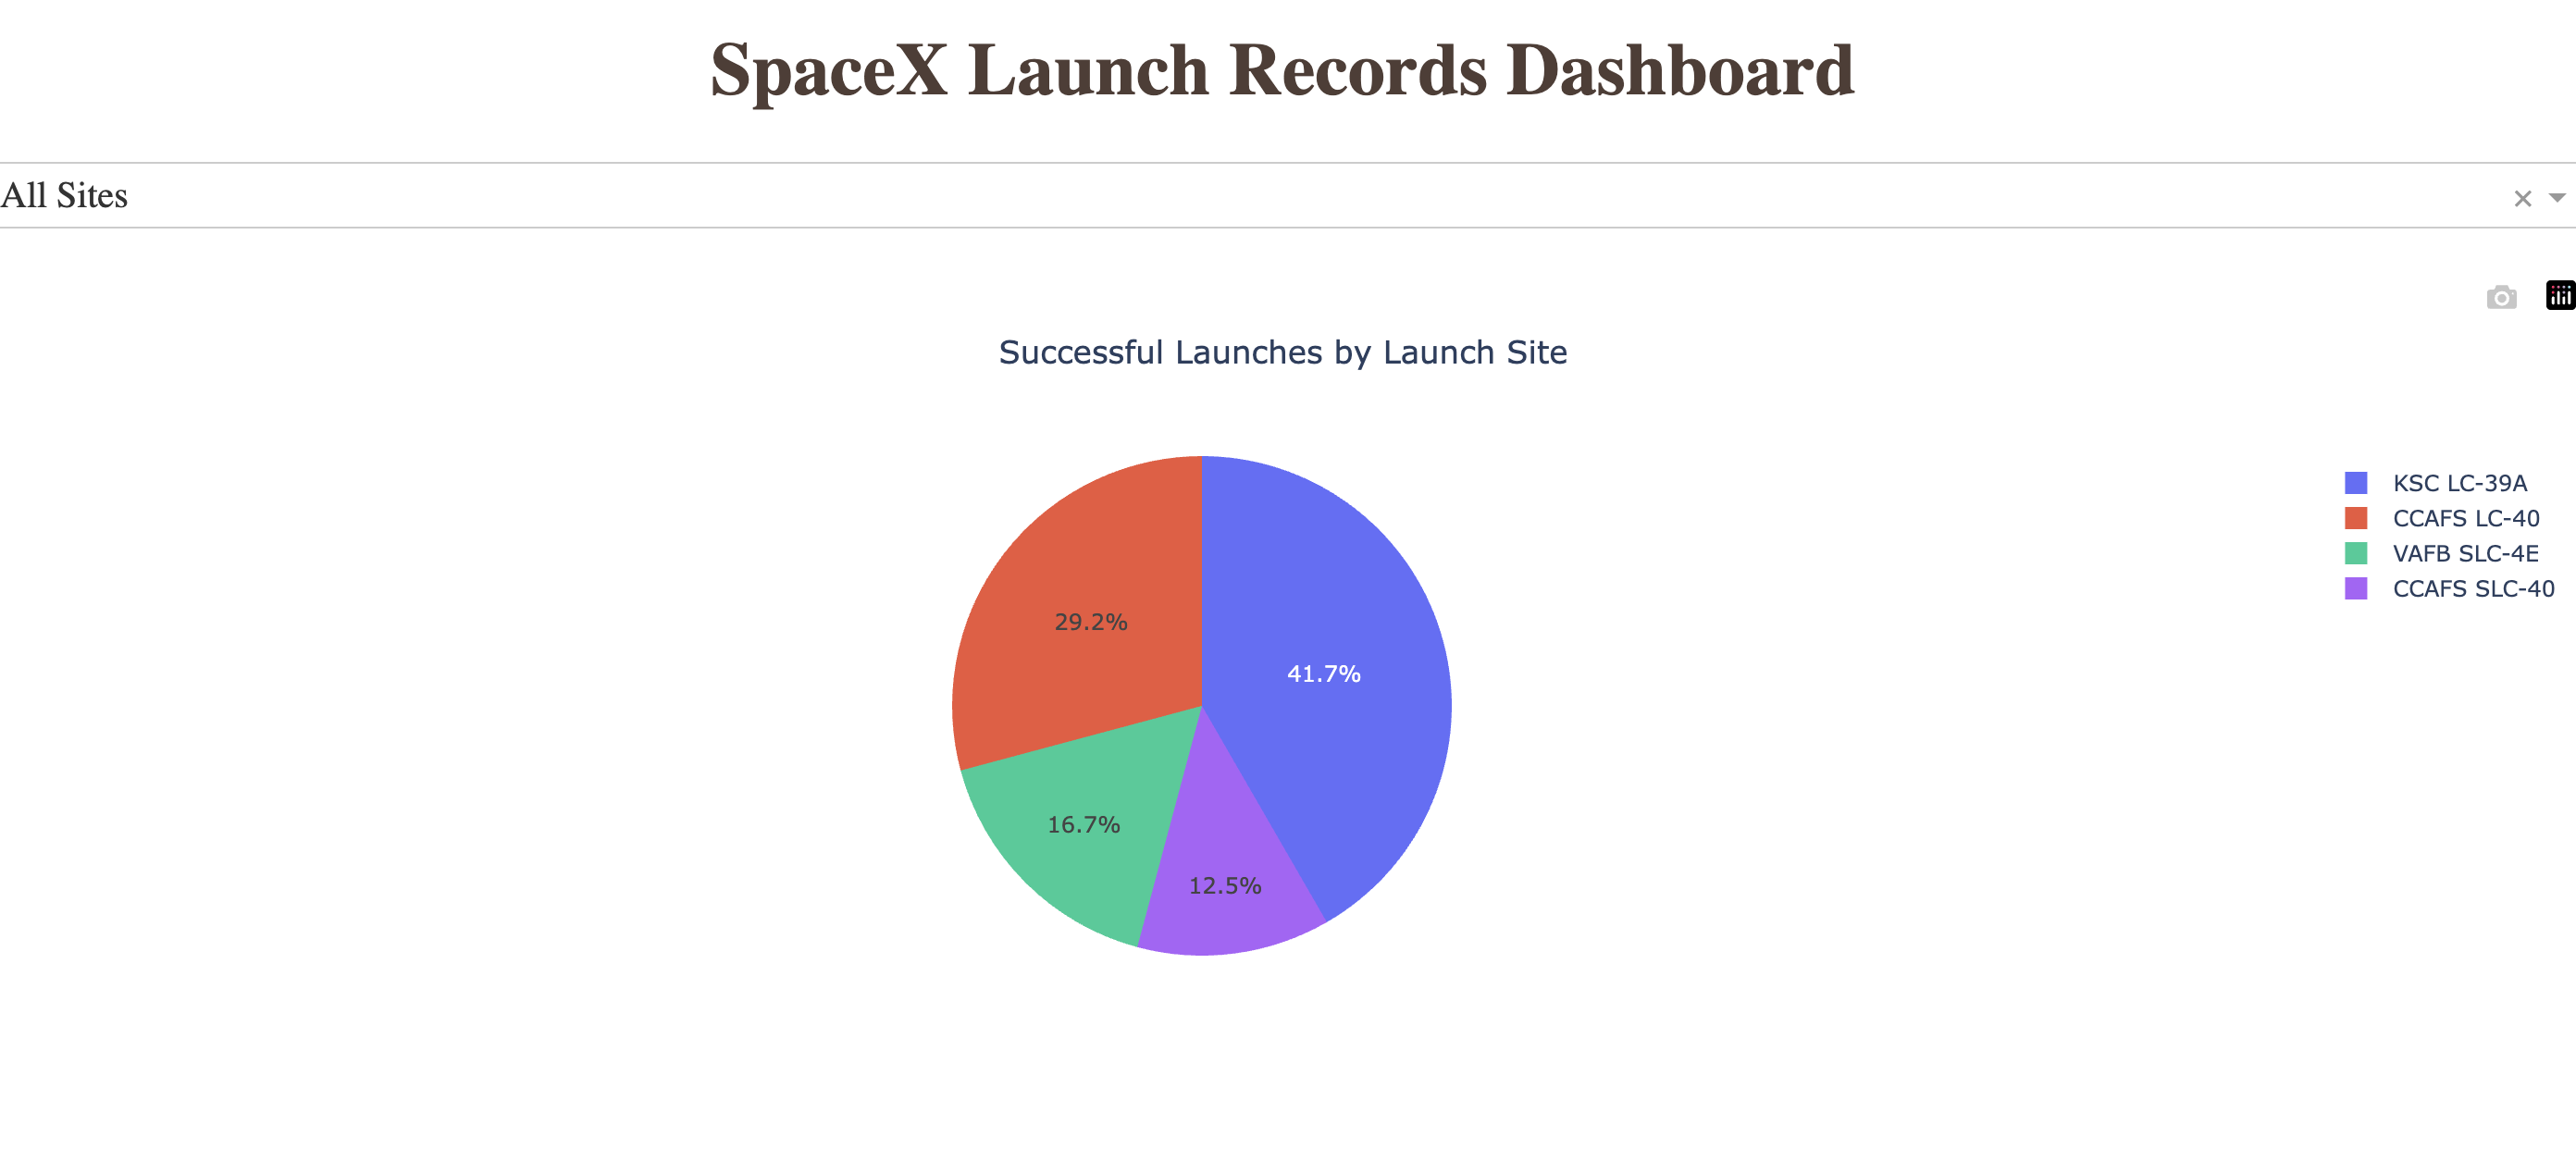 SpaceX Launch Records Dashboard
All Sites
Successful Launches by Launch Site
KSC LC-39A
CCAFS LC-40
VAFB SLC-4E
CCAFS SLC-40
29.2%
41.7%
16.7%
12.5%